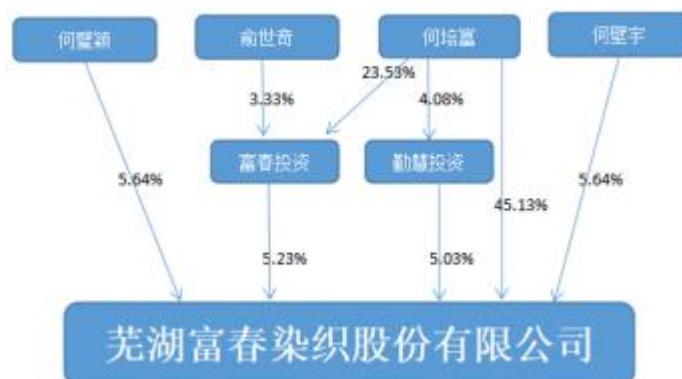 何璧颖
俞世奇
何培富
何壁宇
23.53%
3.33%
4.08%
富春投资
勤慧投资
5.64%
5.64%
45.13%
5.23%
5.03%
芜湖富春染织股份有限公司